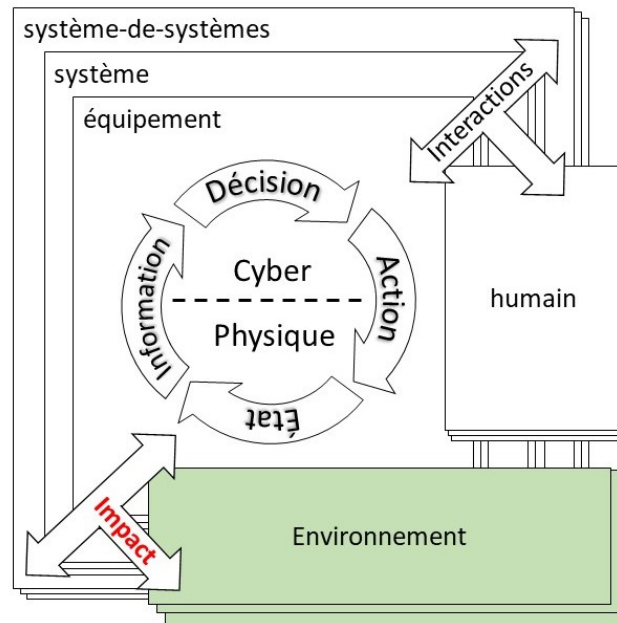 système-de-systèmes
système
équipement
Interactions
Décision
Information
Action
Cyber
Physique
État
humain
Impact
Environnement